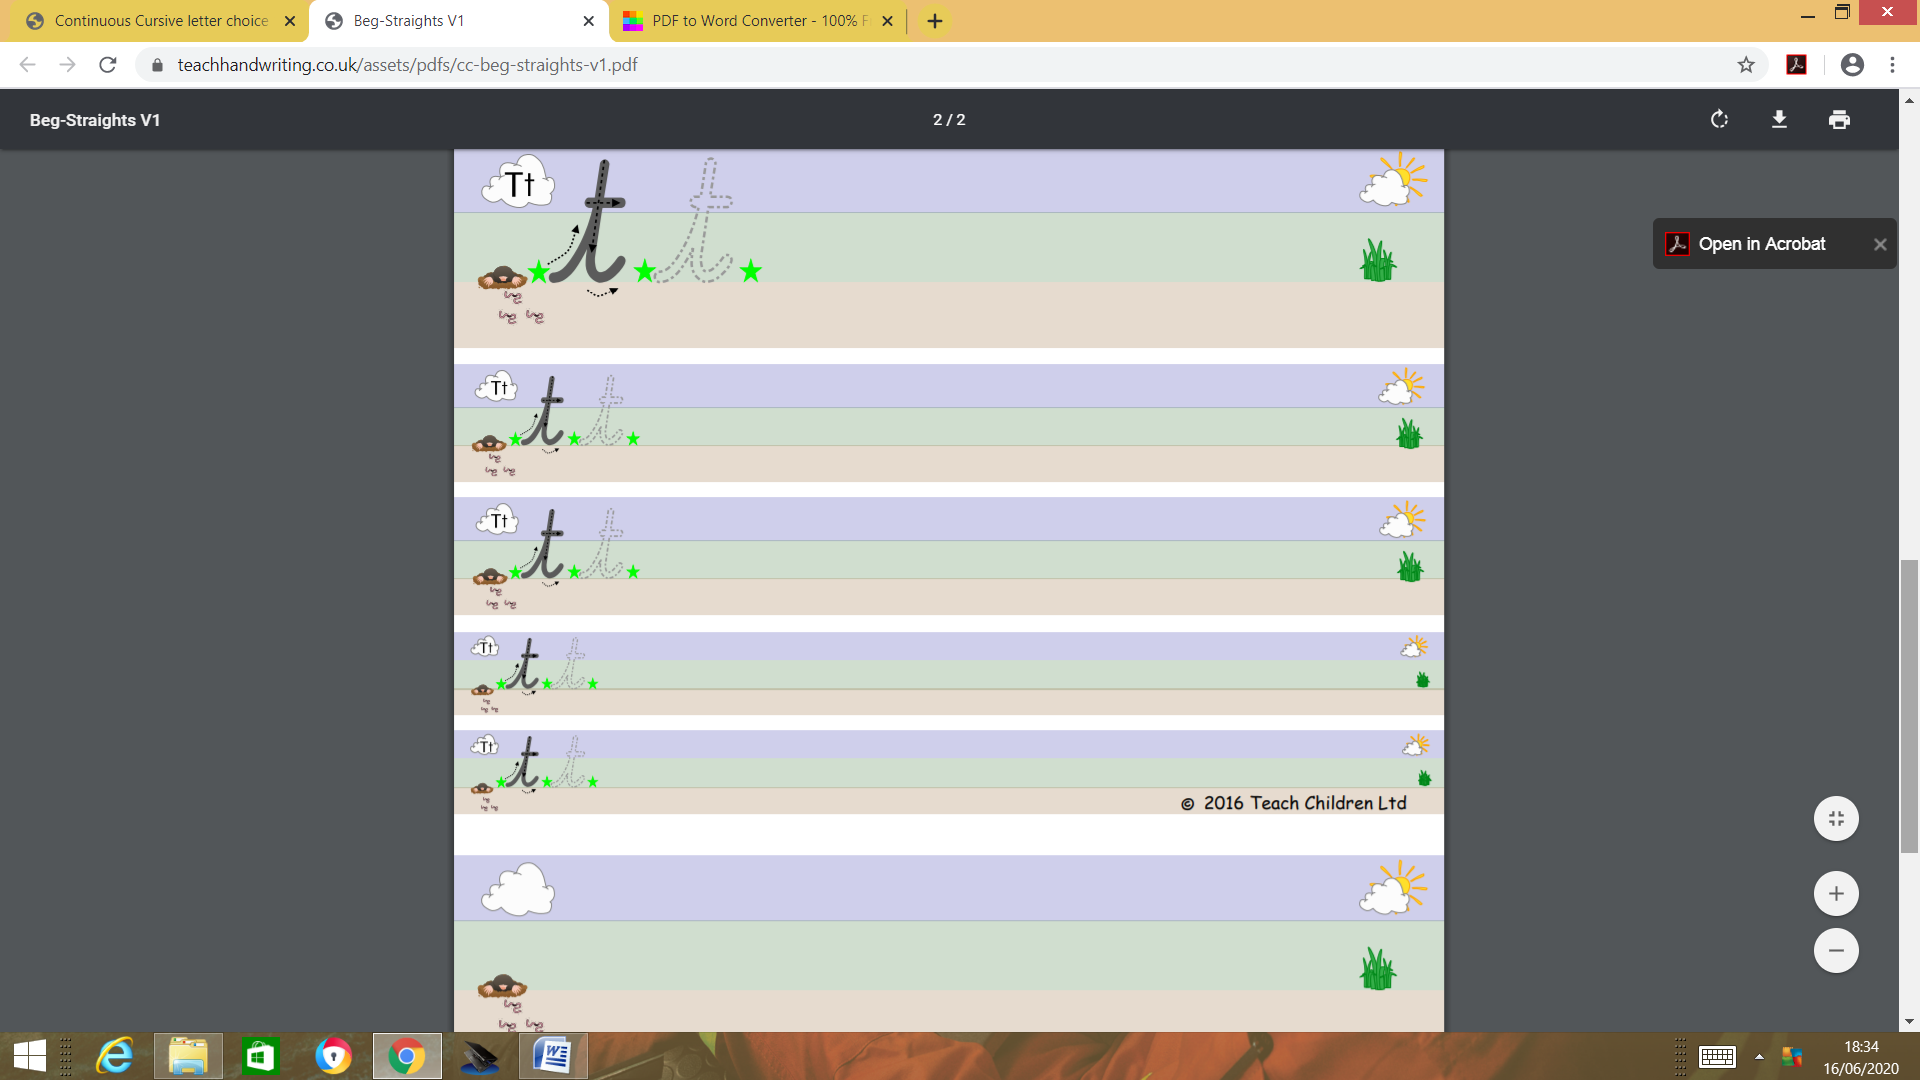 Continuous Cursive letter choice
Beg-Straights V1
PDF to Word Converter - 100% F
teachhandwriting.co.uk/assets/pdfs/cc-beg-straights-v1.pdf
Beg-Straights V1
2 / 2
Open in Acrobat
Tt t t
Tt t t
Tt t t
Tt t t
Tt t t
© 2016 Teach Children Ltd
18:34
16/06/2020